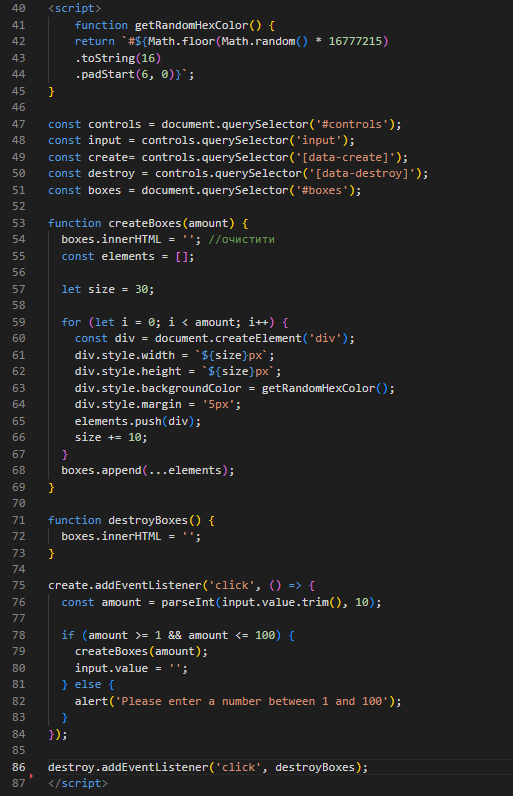 40 <script>
41     function getRandomHexColor() {
42     return `#${Math.floor(Math.random() * 16777215)
43     .toString(16)
44     .padStart(6, 0)}`;
45 }
46
47 const controls = document.querySelector('#controls');
48 const input = controls.querySelector('input');
49 const create= controls.querySelector('[data-create]');
50 const destroy = controls.querySelector('[data-destroy]');
51 const boxes = document.querySelector('#boxes');
52
53 function createBoxes(amount) {
54   boxes.innerHTML = ''; //очистити
55   const elements = [];
56
57   let size = 30;
58
59   for (let i = 0; i < amount; i++) {
60     const div = document.createElement('div');
61     div.style.width = `${size}px`;
62     div.style.height = `${size}px`;
63     div.style.backgroundColor = getRandomHexColor();
64     div.style.margin = '5px';
65     elements.push(div);
66     size += 10;
67   }
68   boxes.append(...elements);
69 }
70
71 function destroyBoxes() {
72   boxes.innerHTML = '';
73 }
74
75 create.addEventListener('click', () => {
76   const amount = parseInt(input.value.trim(), 10);
77
78   if (amount >= 1 && amount <= 100) {
79     createBoxes(amount);
80     input.value = '';
81   } else {
82     alert('Please enter a number between 1 and 100');
83   }
84 });
85
86 destroy.addEventListener('click', destroyBoxes);
87 </script>